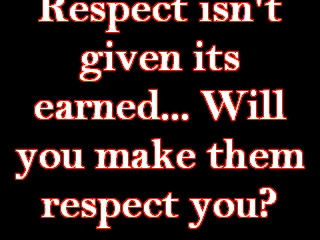 Respect isn't
given its
earned... Will
you make them
respect you?